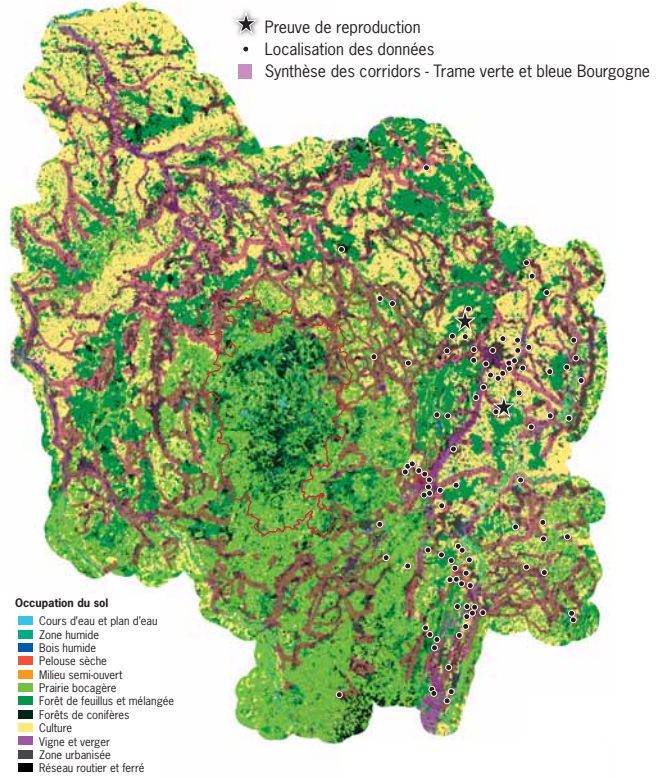 Preuve de reproduction
Localisation des données
Synthèse des corridors - Trame verte et bleue Bourgogne
Occupation du sol
Cours d'eau et plan d'eau
Zone humide
Bois humide
Pelouse sèche
Milieu semi-ouvert
Prairie bocagère
Forêt de feuillus et mélangée
Forêts de conifères
Culture
Vigne et verger
Zone urbanisée
Réseau routier et ferré